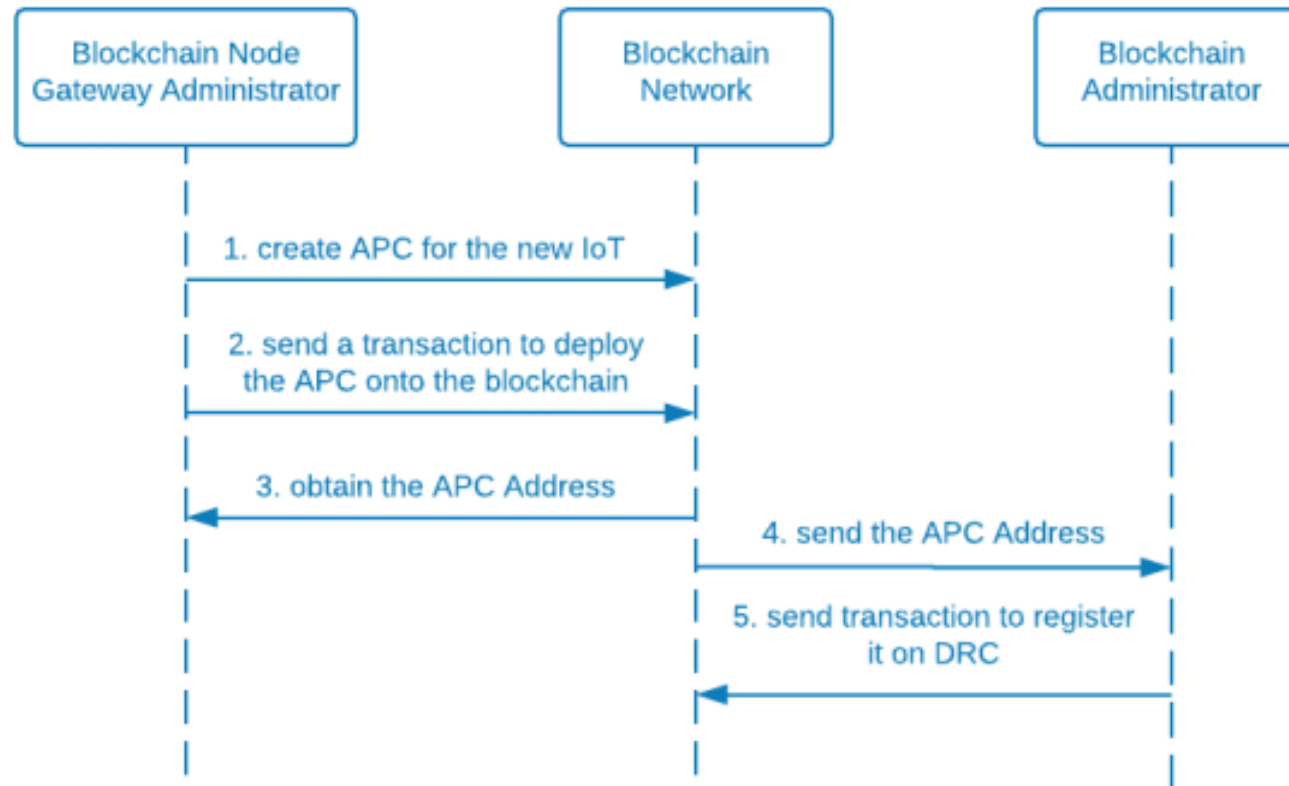 Blockchain Node
Gateway Administrator
Blockchain
Network
Blockchain
Administrator
1. create APC for the new IoT
2. send a transaction to deploy
the APC onto the blockchain
3. obtain the APC Address
4. send the APC Address
5. send transaction to register
it on DRC